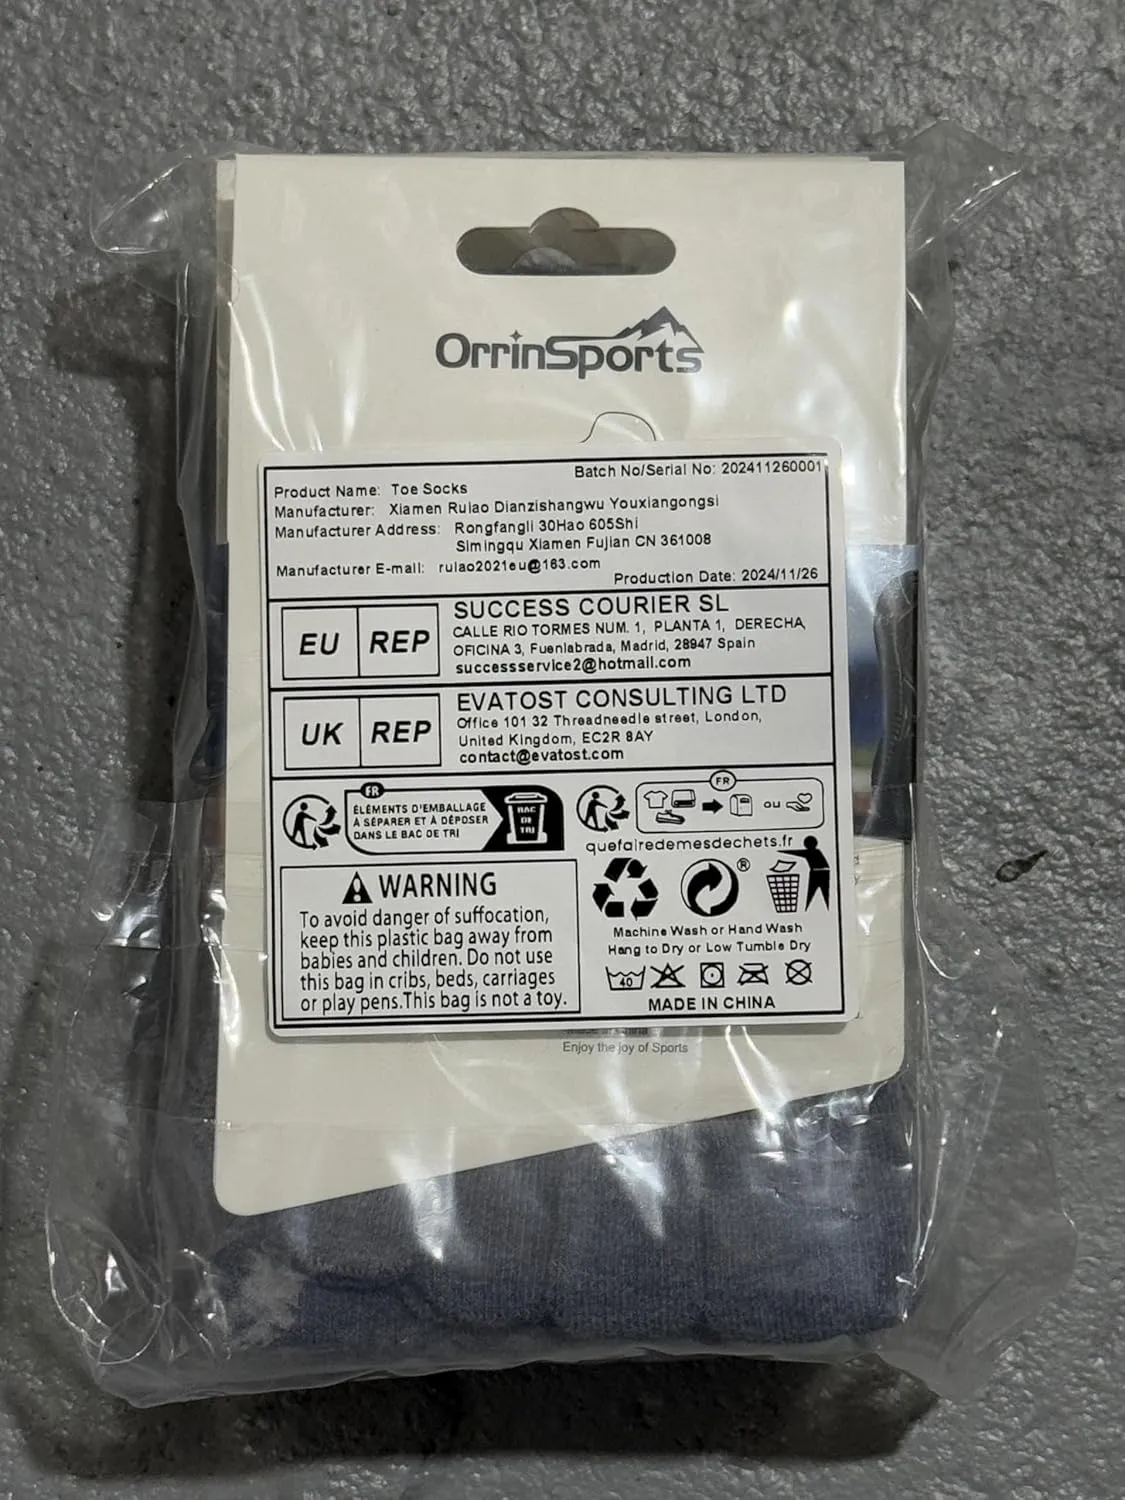 OrrinSports
Batch No/Serial No: 202411260001
Product Name: Toe Socks
Manufacturer: Xiamen Ruiao Dianzishangwu Youxiangongsi
Manufacturer Address: Rongfangli 30Hao 605Shi
Simingqu Xiamen Fujian CN 361008
Manufacturer E-mail: rulao2021eu@163.com
Production Date: 2024/11/26
EU REP
SUCCESS COURIER SL
CALLE RIO TORMES NUM. 1, PLANTA 1, DERECHA,
OFICINA 3, Fuenlabrada, Madrid, 28947 Spain
successservice2@hotmail.com
UK REP
EVATOST CONSULTING LTD
Office 101 32 Threadneedle street, London,
United Kingdom, EC2R 8AY
contact@evatost.com
FR
ÉLÉMENTS D'EMBALLAGE
À SÉPARER ET À DÉPOSER
DANS LE BAC DE TRI
BAC
DE
TRI
FR
ou
quefairedemesdechets.fr
WARNING
To avoid danger of suffocation,
keep this plastic bag away from
babies and children. Do not use
this bag in cribs, beds, carriages
or play pens.This bag is not a toy.
®
Machine Wash or Hand Wash
Hang to Dry or Low Tumble Dry
40
MADE IN CHINA
Made in China
Enjoy the joy of Sports